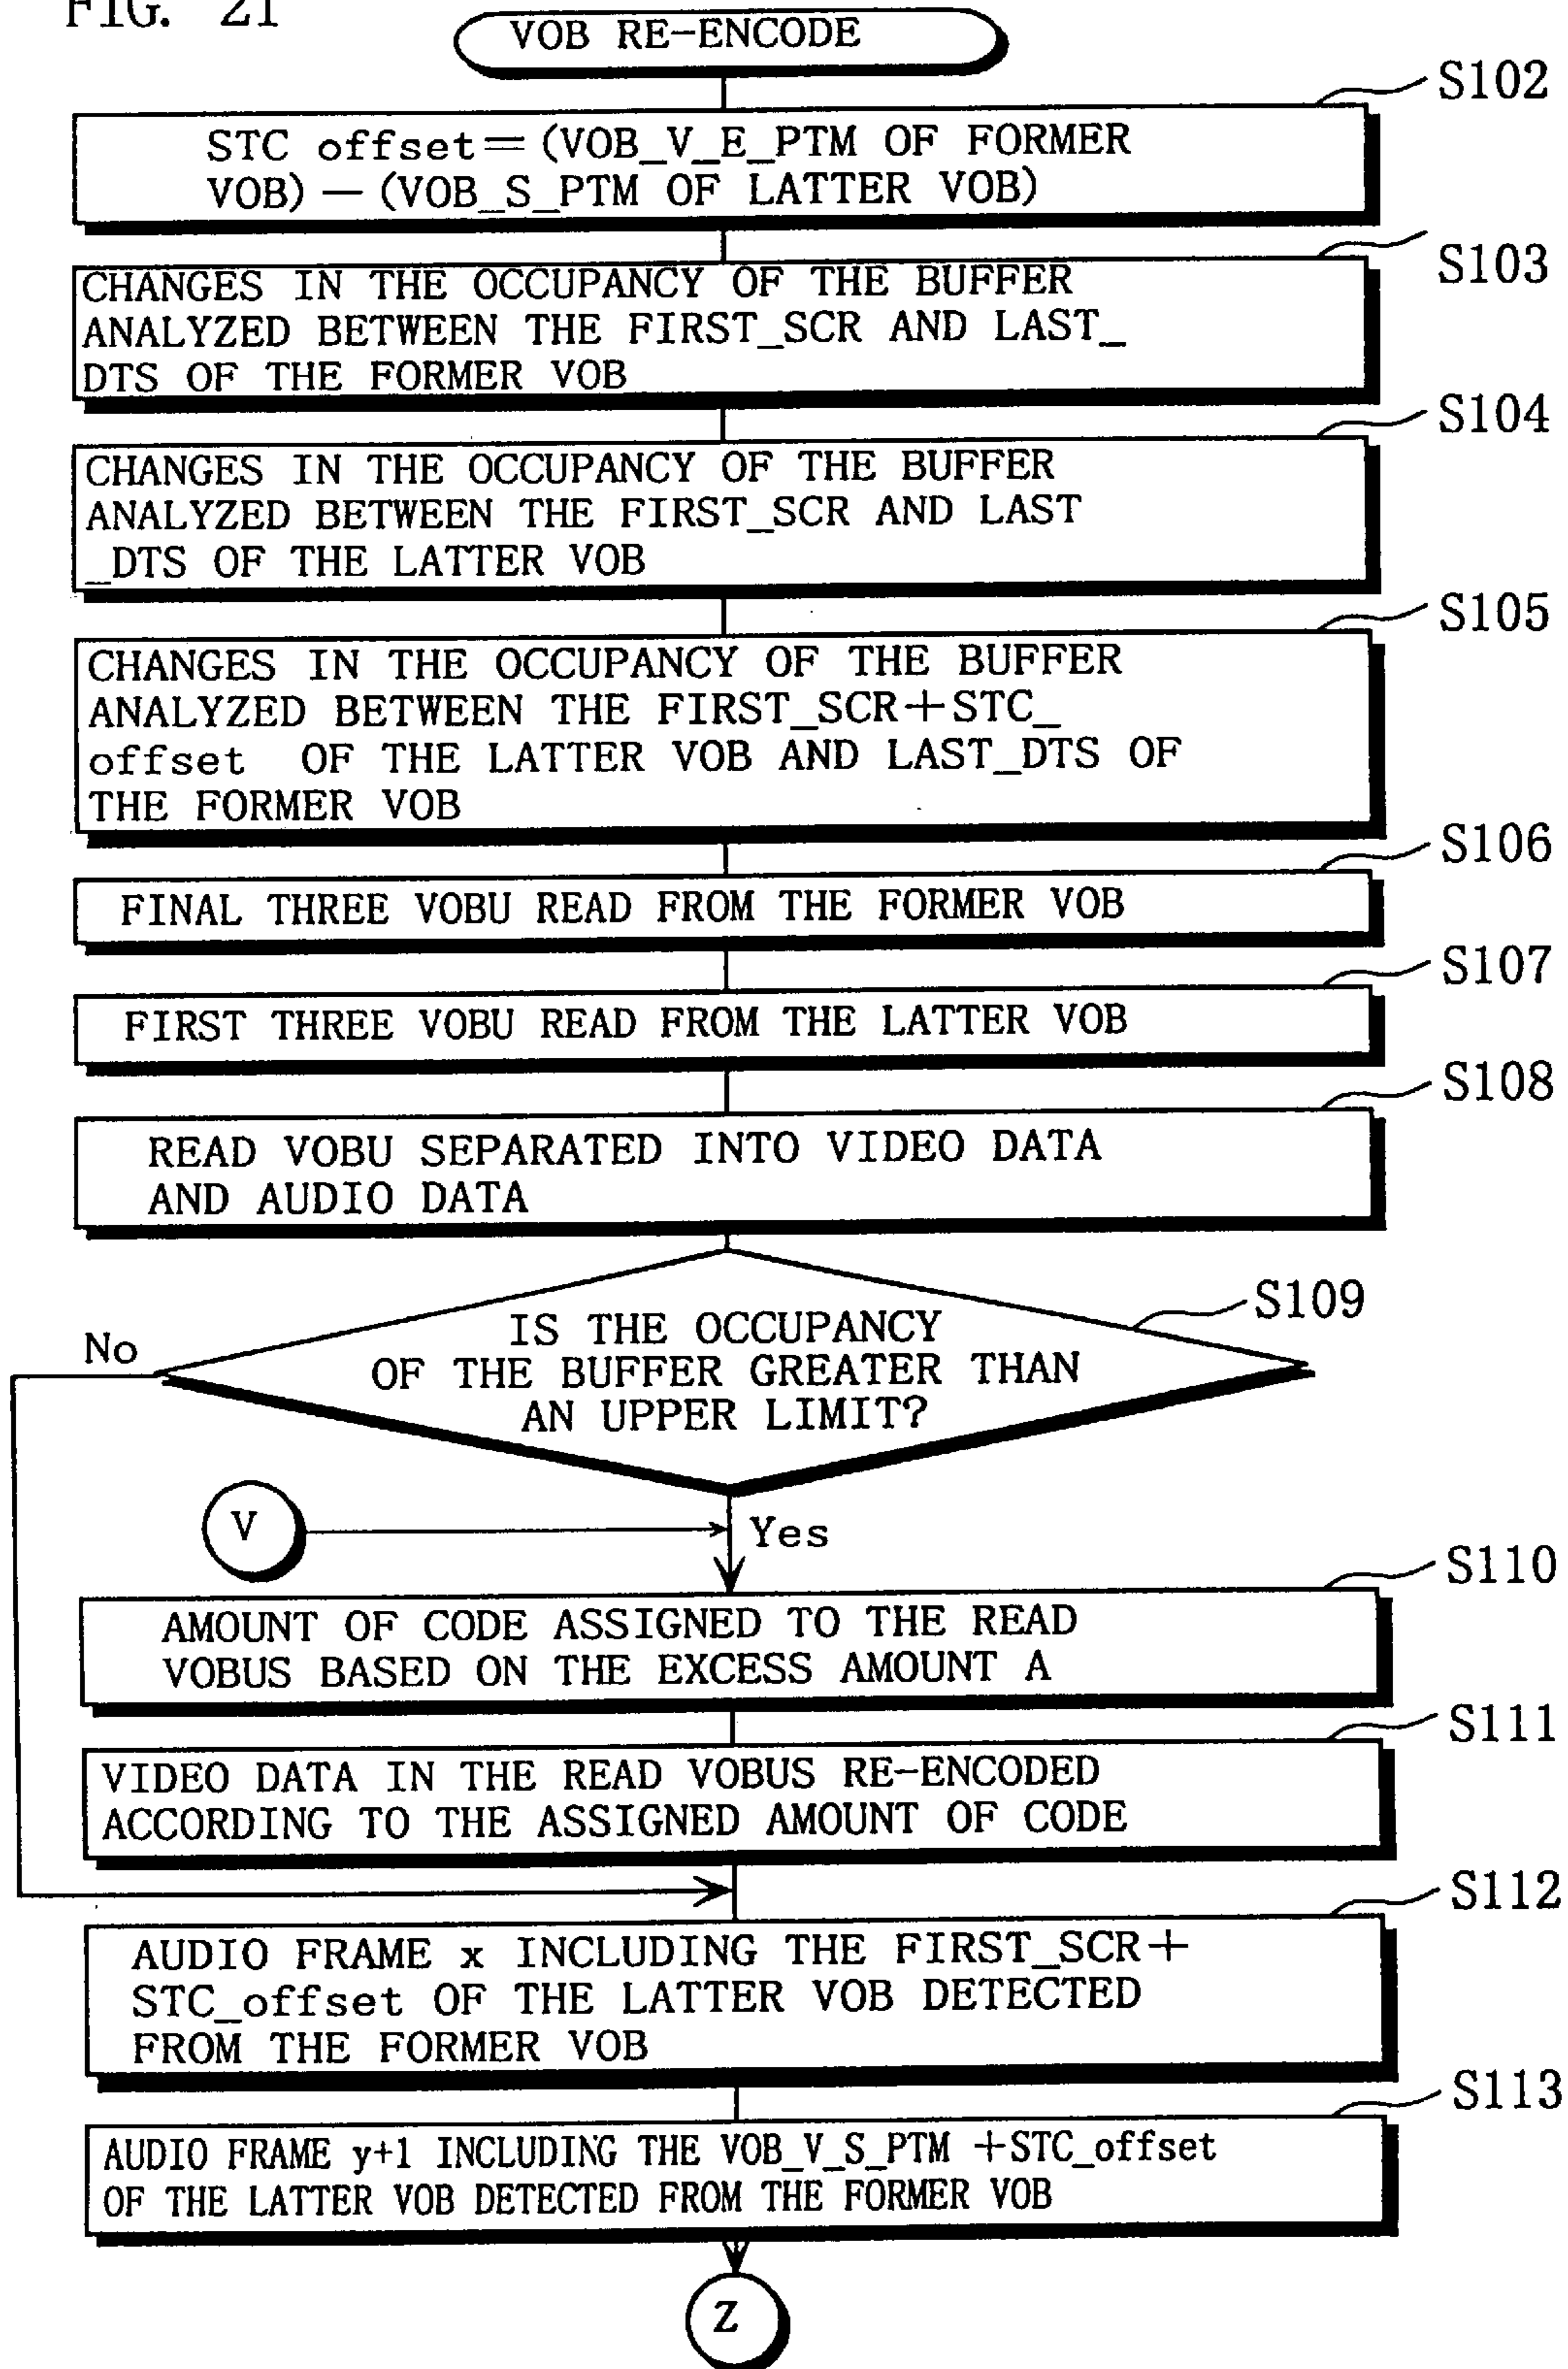 FIG. 21
VOB RE-ENCODE
S102
STC offset=(VOB_V_E_PTM OF FORMER
VOB)—(VOB_S_PTM OF LATTER VOB)
S103
CHANGES IN THE OCCUPANCY OF THE BUFFER
ANALYZED BETWEEN THE FIRST_SCR AND LAST_
DTS OF THE FORMER VOB
S104
CHANGES IN THE OCCUPANCY OF THE BUFFER
ANALYZED BETWEEN THE FIRST_SCR AND LAST
_DTS OF THE LATTER VOB
S105
CHANGES IN THE OCCUPANCY OF THE BUFFER
ANALYZED BETWEEN THE FIRST_SCR+STC_
offset OF THE LATTER VOB AND LAST_DTS OF
THE FORMER VOB
S106
FINAL THREE VOBU READ FROM THE FORMER VOB
S107
FIRST THREE VOBU READ FROM THE LATTER VOB
S108
READ VOBU SEPARATED INTO VIDEO DATA
AND AUDIO DATA
S109
IS THE OCCUPANCY
OF THE BUFFER GREATER THAN
AN UPPER LIMIT?
No
V
Yes
S110
AMOUNT OF CODE ASSIGNED TO THE READ
VOBUS BASED ON THE EXCESS AMOUNT A
S111
VIDEO DATA IN THE READ VOBUS RE-ENCODED
ACCORDING TO THE ASSIGNED AMOUNT OF CODE
S112
AUDIO FRAME x INCLUDING THE FIRST_SCR+
STC_offset OF THE LATTER VOB DETECTED
FROM THE FORMER VOB
S113
AUDIO FRAME y+1 INCLUDING THE VOB_V_S_PTM +STC_offset
OF THE LATTER VOB DETECTED FROM THE FORMER VOB
Z